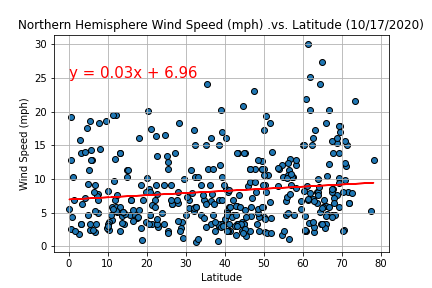 Northern Hemisphere Wind Speed (mph) .vs. Latitude (10/17/2020)
30
y = 0.03x + 6.96
25
20
15
10
5
0
Wind Speed (mph)
0 10 20 30 40 50 60 70 80
Latitude